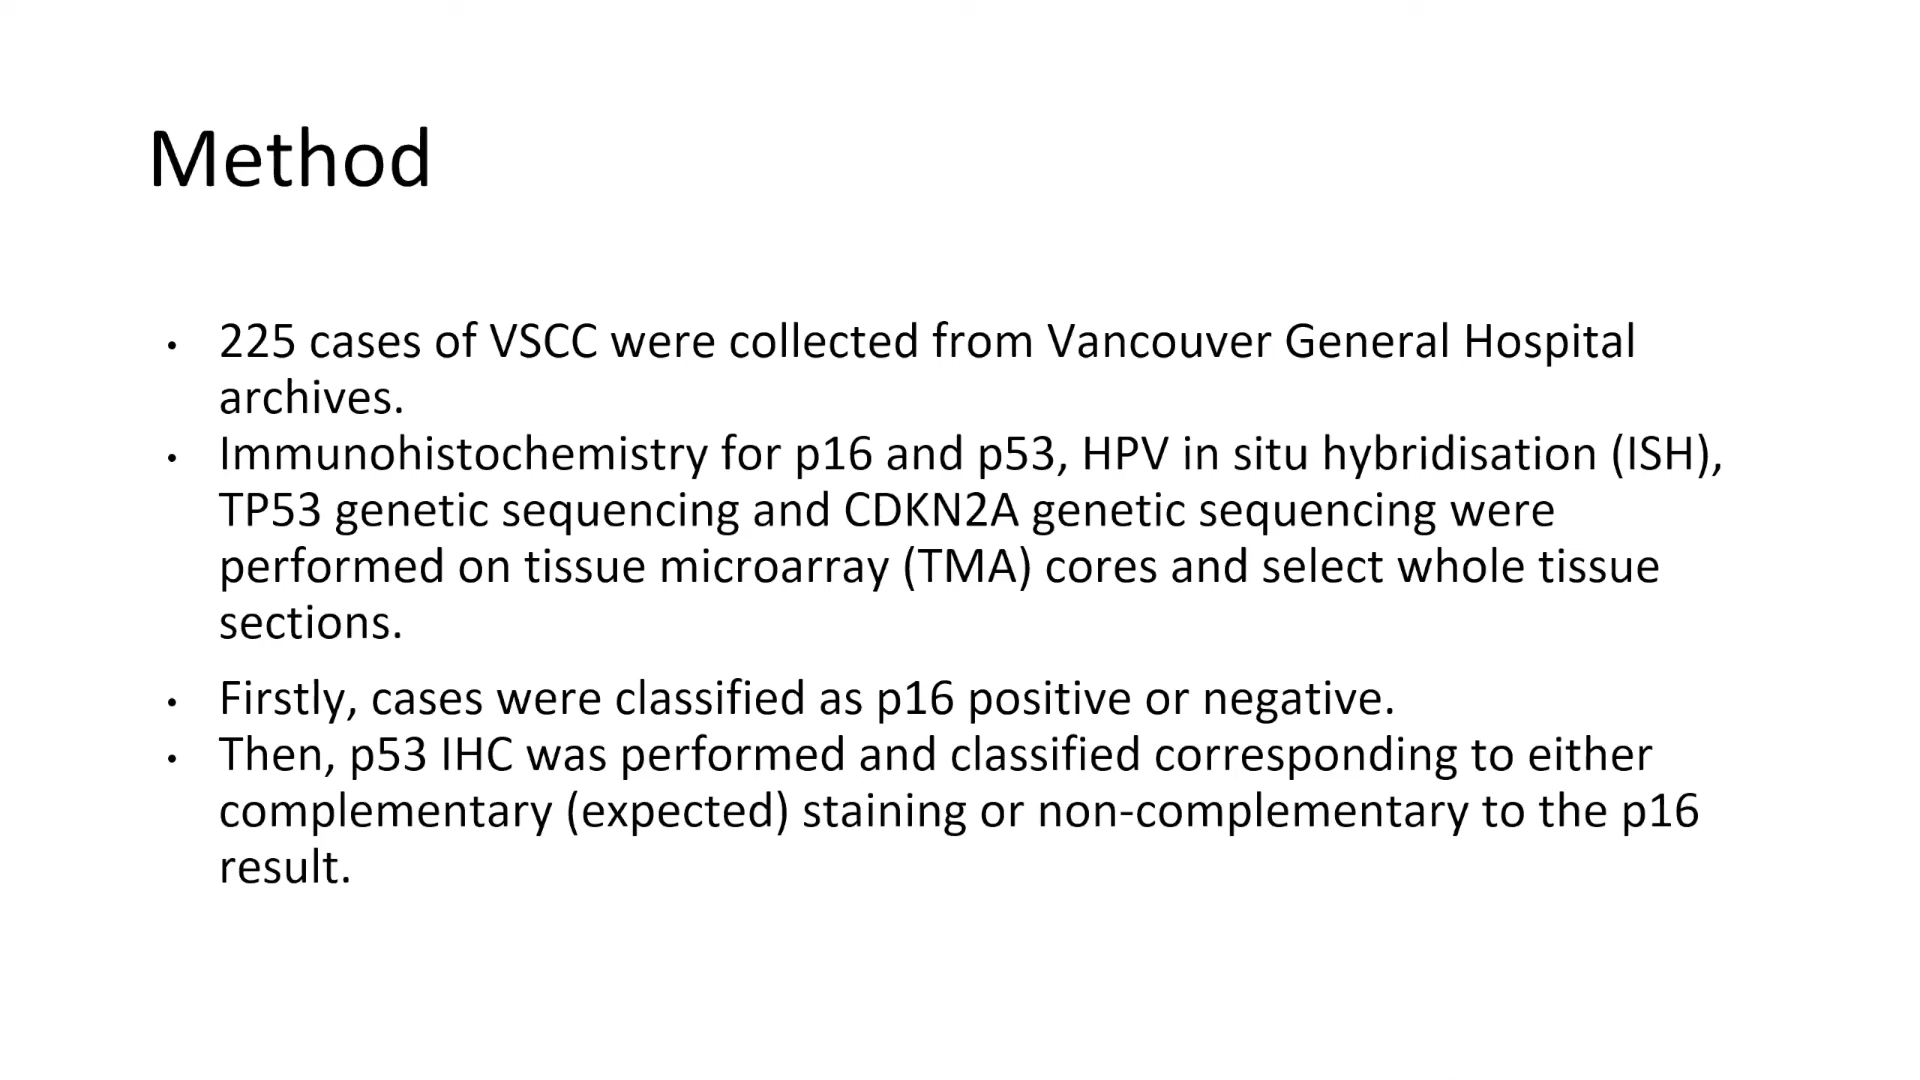 Method
• 225 cases of VSCC were collected from Vancouver General Hospital
archives.
• Immunohistochemistry for p16 and p53, HPV in situ hybridisation (ISH),
TP53 genetic sequencing and CDKN2A genetic sequencing were
performed on tissue microarray (TMA) cores and select whole tissue
sections.
• Firstly, cases were classified as p16 positive or negative.
• Then, p53 IHC was performed and classified corresponding to either
complementary (expected) staining or non-complementary to the p16
result.